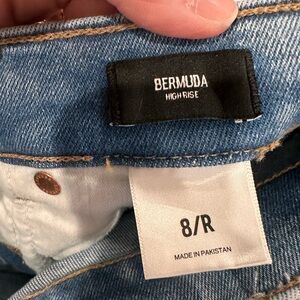 BERMUDA
HIGH RISE
8/R
MADE IN PAKISTAN